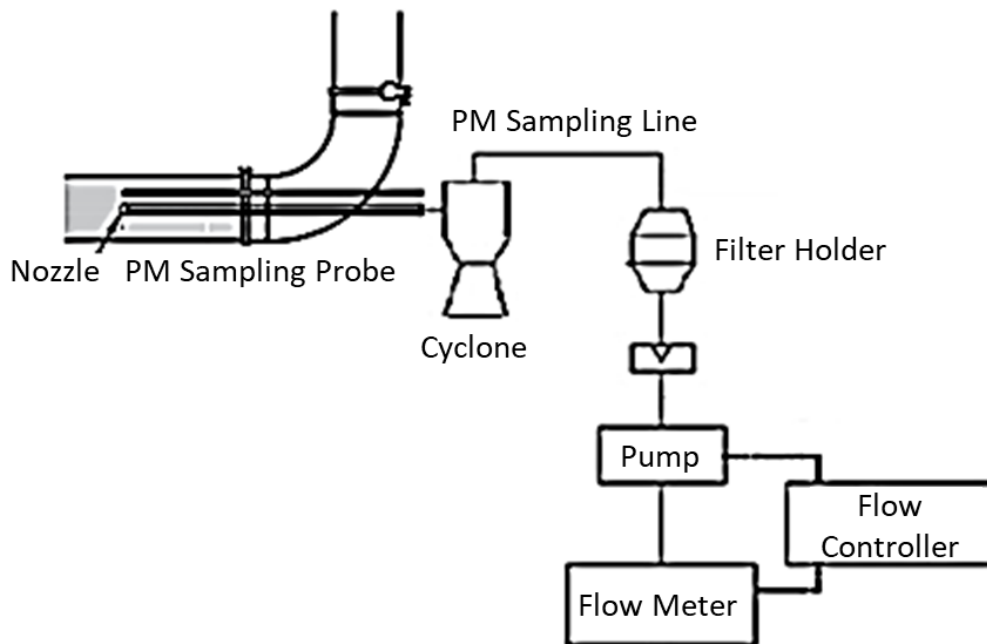 PM Sampling Line
Nozzle
PM Sampling Probe
Filter Holder
Cyclone
Pump
Flow
Controller
Flow Meter